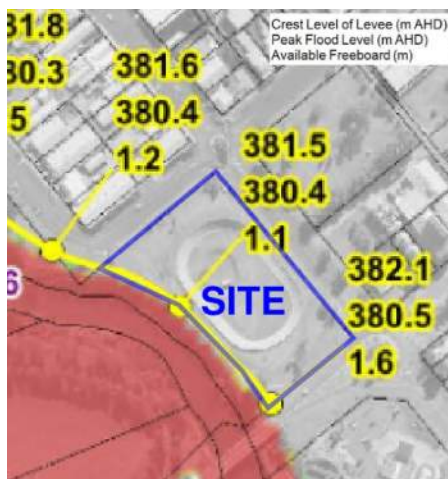 Crest Level of Levee (m AHD)
Peak Flood Level (m AHD)
Available Freeboard (m)
381.6
380.4
1.2
381.5
380.4
1.1
382.1
380.5
1.6
SITE